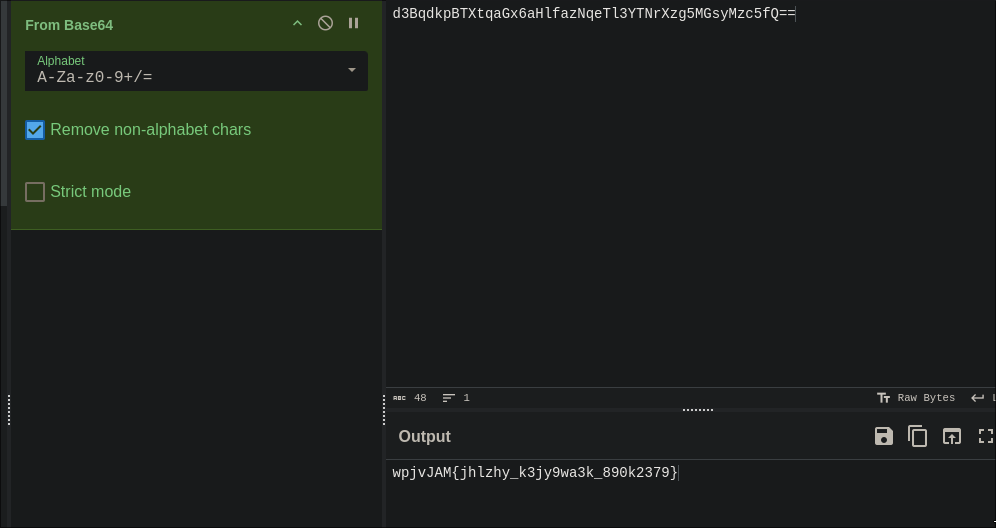 From Base64
Alphabet
A-Za-z0-9+/=
Remove non-alphabet chars
Strict mode
d3BqdkpBTXtqaGx6aHlfazNqeTl3YTNrXzg5MGsyMzc5fQ==
ABC 48 1 Raw Bytes
Output
wpjvJAM{jhlzhy_k3jy9wa3k_890k2379}